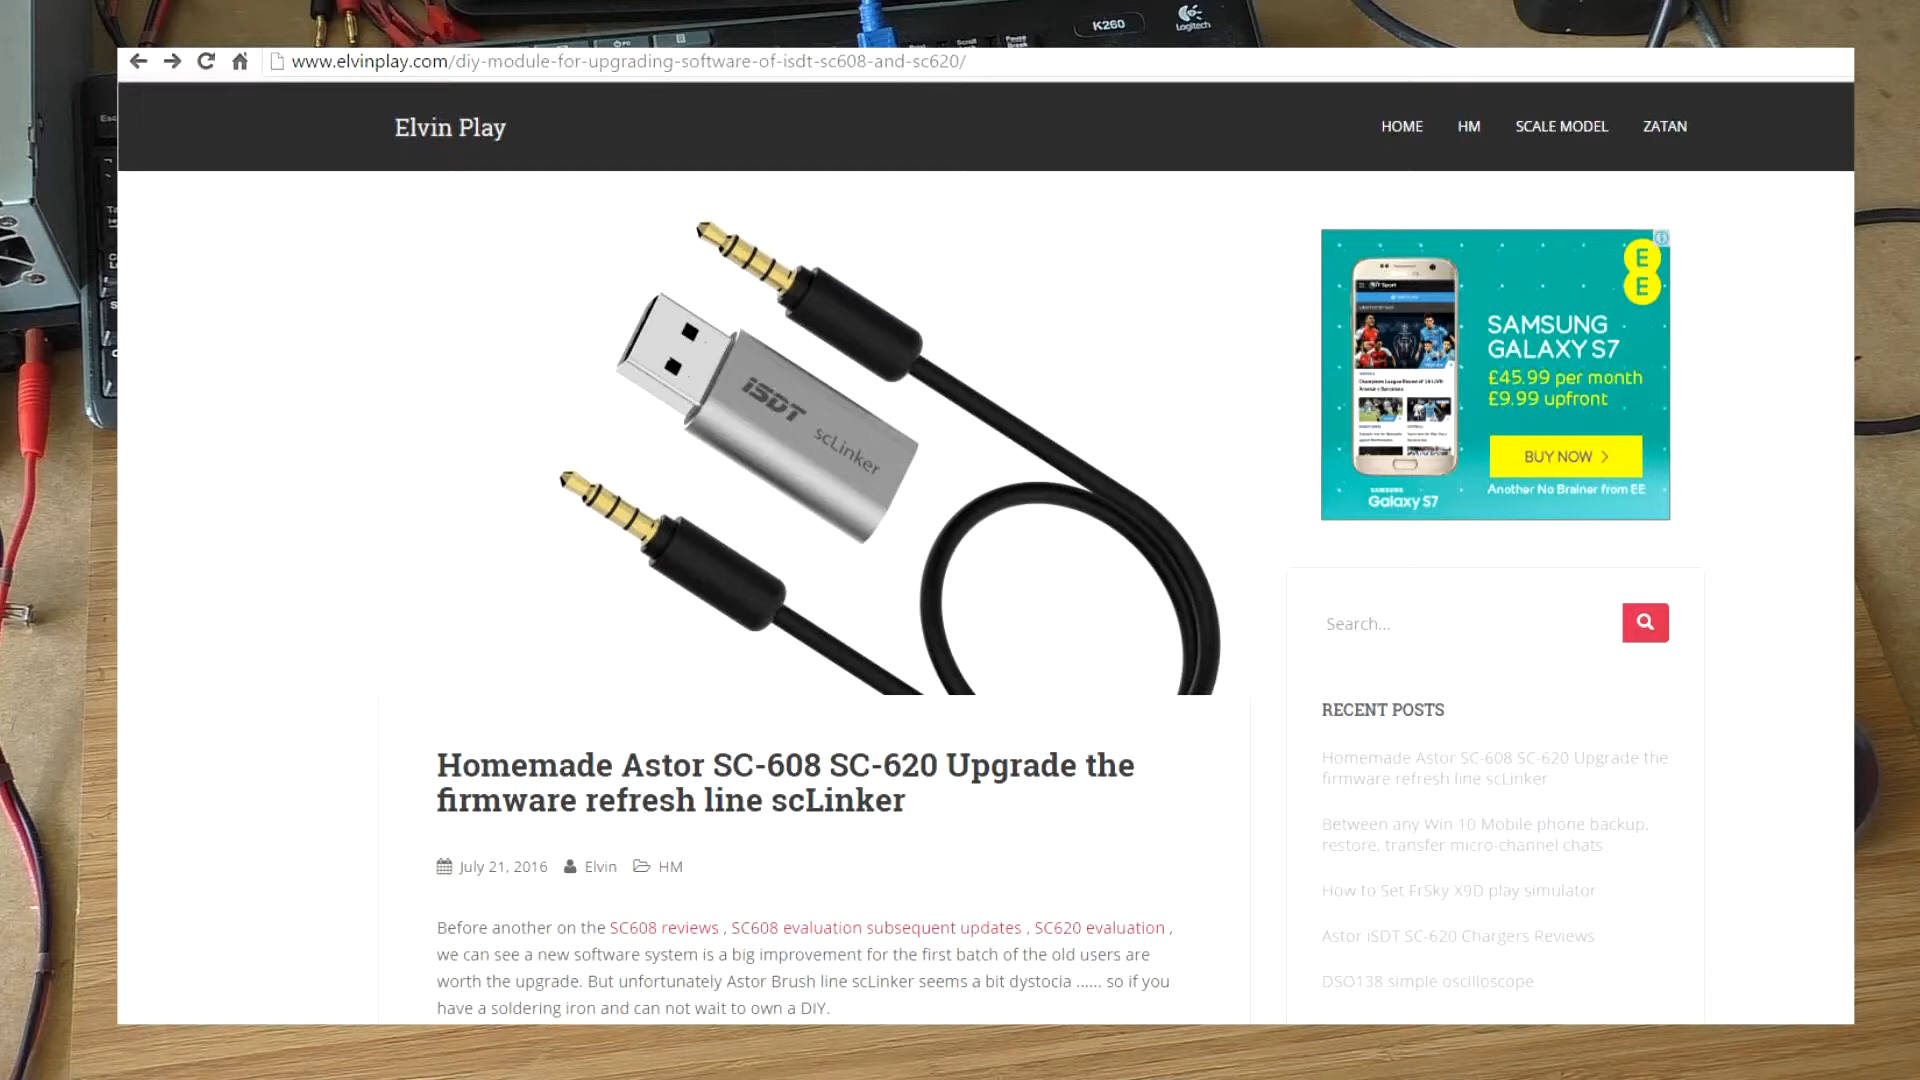 K260
Logitech
www.elvinplay.com/diy-module-for-upgrading-software-of-isdt-sc608-and-sc620/
Elvin Play
HOME
HM
SCALE MODEL
ZATAN
iSDT
scLinker
E
E
SAMSUNG
GALAXY S7
£45.99 per month
£9.99 upfront
BUY NOW >
Another No Brainer from EE
SAMSUNG
Galaxy S7
Search...
Homemade Astor SC-608 SC-620 Upgrade the
firmware refresh line scLinker
July 21, 2016 Elvin HM
Before another on the SC608 reviews , SC608 evaluation subsequent updates , SC620 evaluation ,
we can see a new software system is a big improvement for the first batch of the old users are
worth the upgrade. But unfortunately Astor Brush line scLinker seems a bit dystocia ...... so if you
have a soldering iron and can not wait to own a DIY.
RECENT POSTS
Homemade Astor SC-608 SC-620 Upgrade the
firmware refresh line scLinker
Between any Win 10 Mobile phone backup,
restore, transfer micro-channel chats
How to Set FrSky X9D play simulator
Astor iSDT SC-620 Chargers Reviews
DSO138 simple oscilloscope